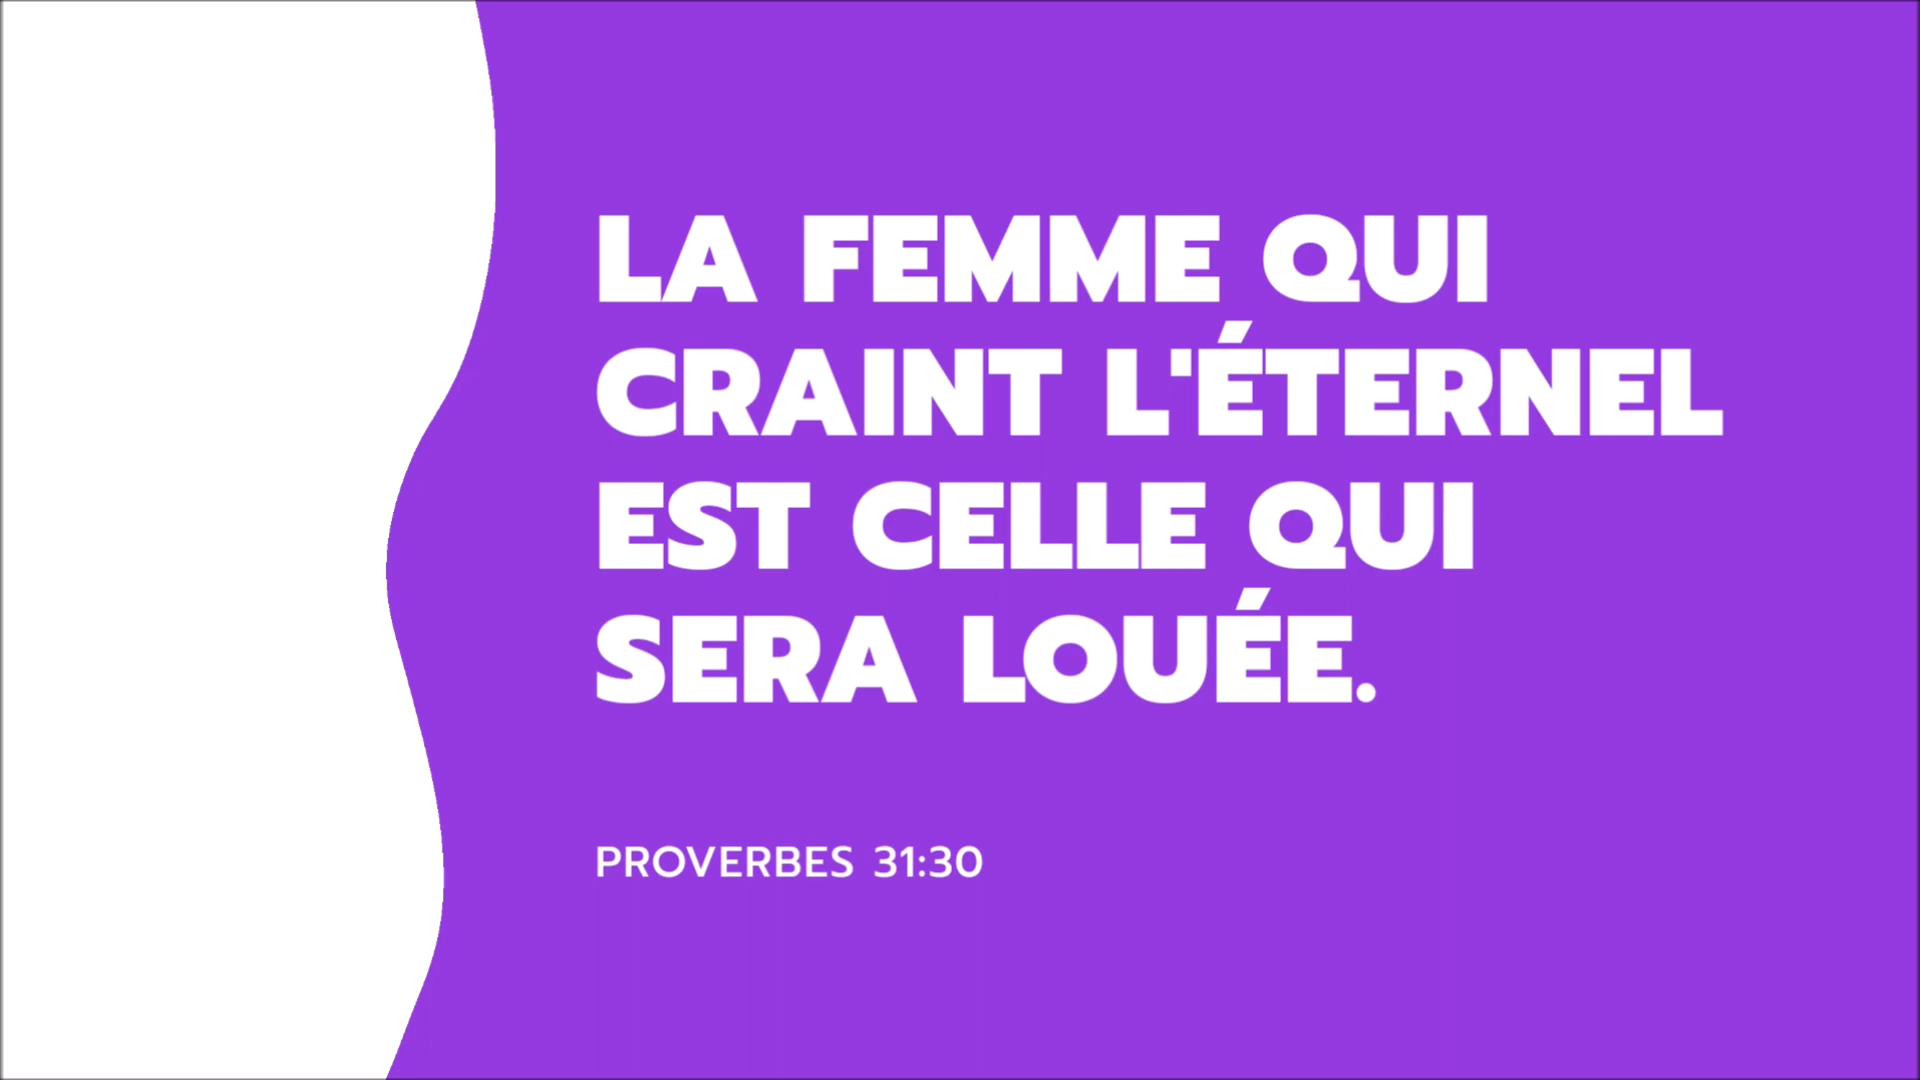 LA FEMME QUI
CRAINT L'ÉTERNEL
EST CELLE QUI
SERA LOUÉE.
PROVERBES 31:30